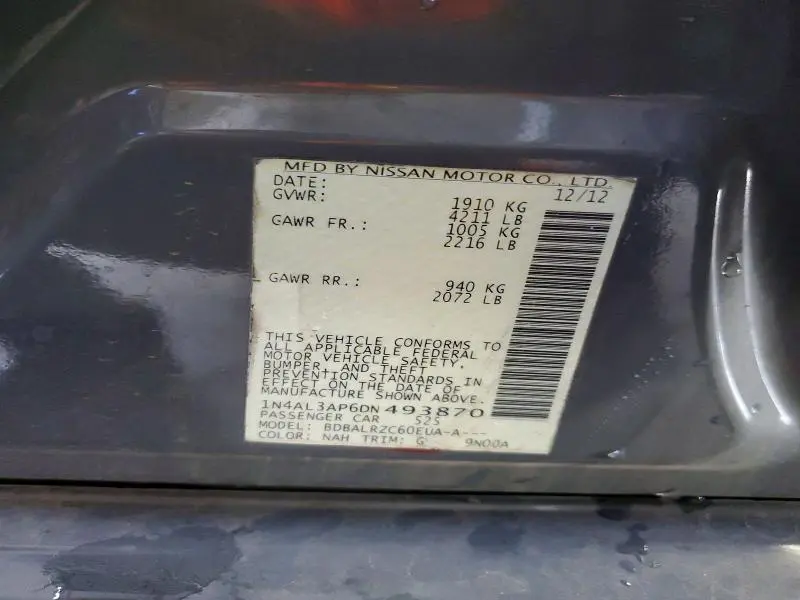 MFD BY NISSAN MOTOR CO., LTD.
DATE: 12/12
GVWR: 1910 KG
4211 LB
GAWR FR.: 1005 KG
2216 LB
GAWR RR.: 940 KG
2072 LB
THIS VEHICLE CONFORMS TO
ALL APPLICABLE FEDERAL
MOTOR VEHICLE SAFETY,
BUMPER, AND THEFT
PREVENTION STANDARDS IN
EFFECT ON THE DATE OF
MANUFACTURE SHOWN ABOVE.
1N4AL3AP6DN493870
PASSENGER CAR 525
MODEL: BDBALRZC60EUA-A---
COLOR: NAH TRIM: G 9N00A